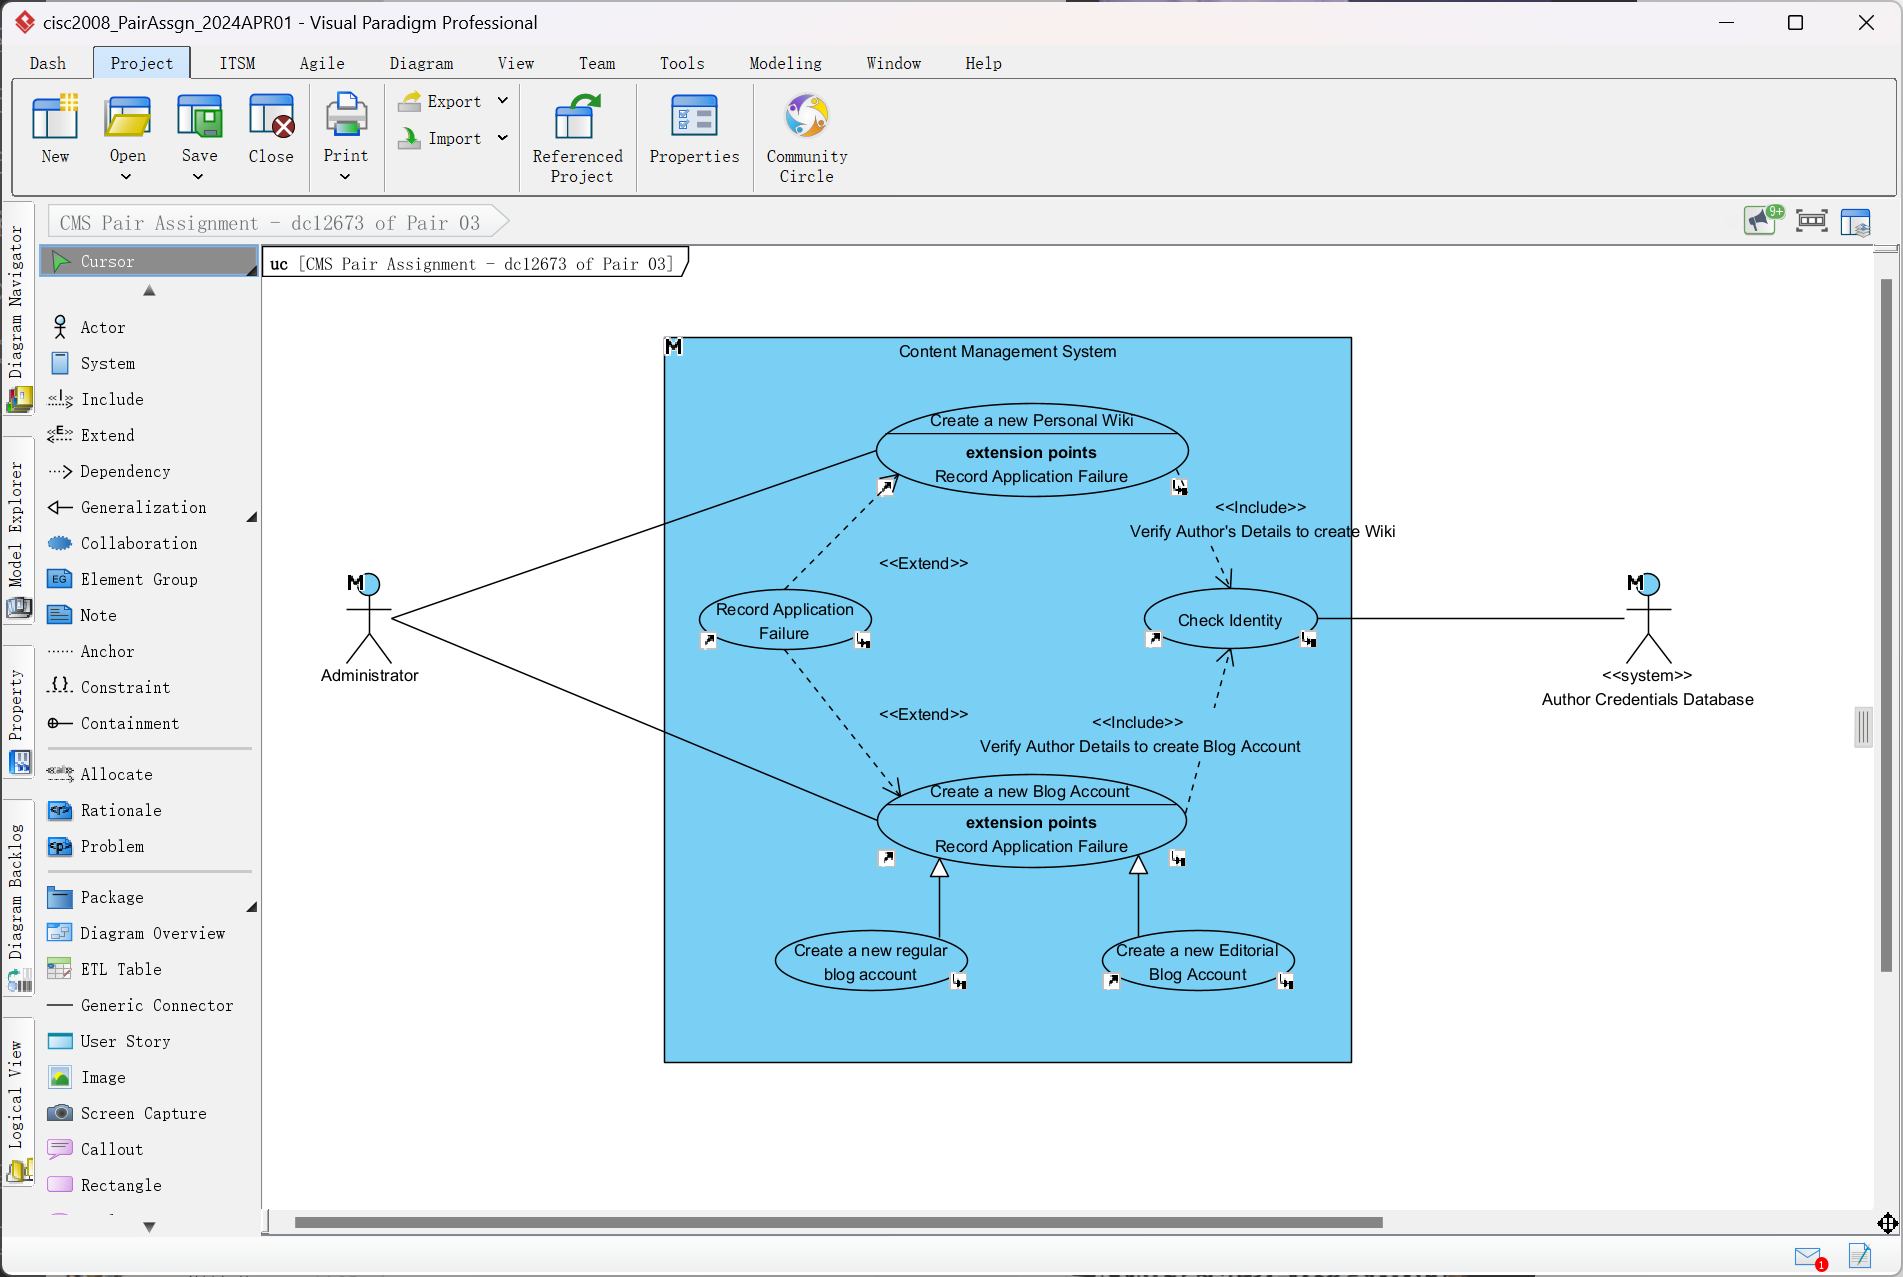 cisc2008_PairAssgn_2024APR01 - Visual Paradigm Professional
Dash Project ITSM Agile Diagram View Team Tools Modeling Window Help
New
Open
Save
Close
Print
Export
Import
Referenced
Project
Properties
Community
Circle
CMS Pair Assignment - dc12673 of Pair 03
9+
Diagram Navigator
Model Explorer
Property
Diagram Backlog
Logical View
Cursor
Actor
System
Include
Extend
Dependency
Generalization
Collaboration
Element Group
Note
Anchor
Constraint
Containment
Allocate
Rationale
Problem
Package
Diagram Overview
ETL Table
Generic Connector
User Story
Image
Screen Capture
Callout
Rectangle
uc [CMS Pair Assignment - dc12673 of Pair 03]
M
Content Management System
Create a new Personal Wiki
extension points
Record Application Failure
<<Include>>
Verify Author's Details to create Wiki
<<Extend>>
M
Administrator
Record Application
Failure
Check Identity
M
<<system>>
Author Credentials Database
<<Extend>>
<<Include>>
Verify Author Details to create Blog Account
Create a new Blog Account
extension points
Record Application Failure
Create a new regular
blog account
Create a new Editorial
Blog Account
1